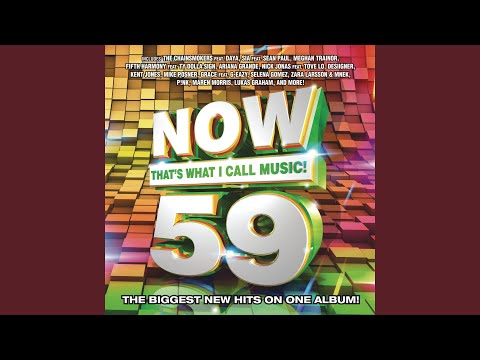 INCLUDES THE CHAINSMOKERS FEAT. DAYA, SIA FEAT. SEAN PAUL, MEGHAN TRAINOR,
FIFTH HARMONY FEAT. TY DOLLA $IGN, ARIANA GRANDE, NICK JONAS FEAT. TOVE LO, DESIIGNER,
KENT JONES, MIKE POSNER, GRACE FEAT. G-EAZY, SELENA GOMEZ, ZARA LARSSON & MNEK,
P!NK, MAREN MORRIS, LUKAS GRAHAM, AND MORE!
NOW
THAT'S WHAT I CALL MUSIC!
59
THE BIGGEST NEW HITS ON ONE ALBUM!